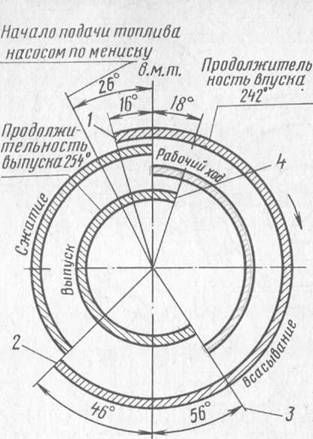 Начало подачи топлива
насосом по мениску
в.м.т.
26°
16°
18°
Продолжитель-
ность впуска
242°
1
Продолжи-
тельность
выпуска 254°
Рабочий ход
4
Сжатие
Выпуск
2
всасывание
46°
56°
3